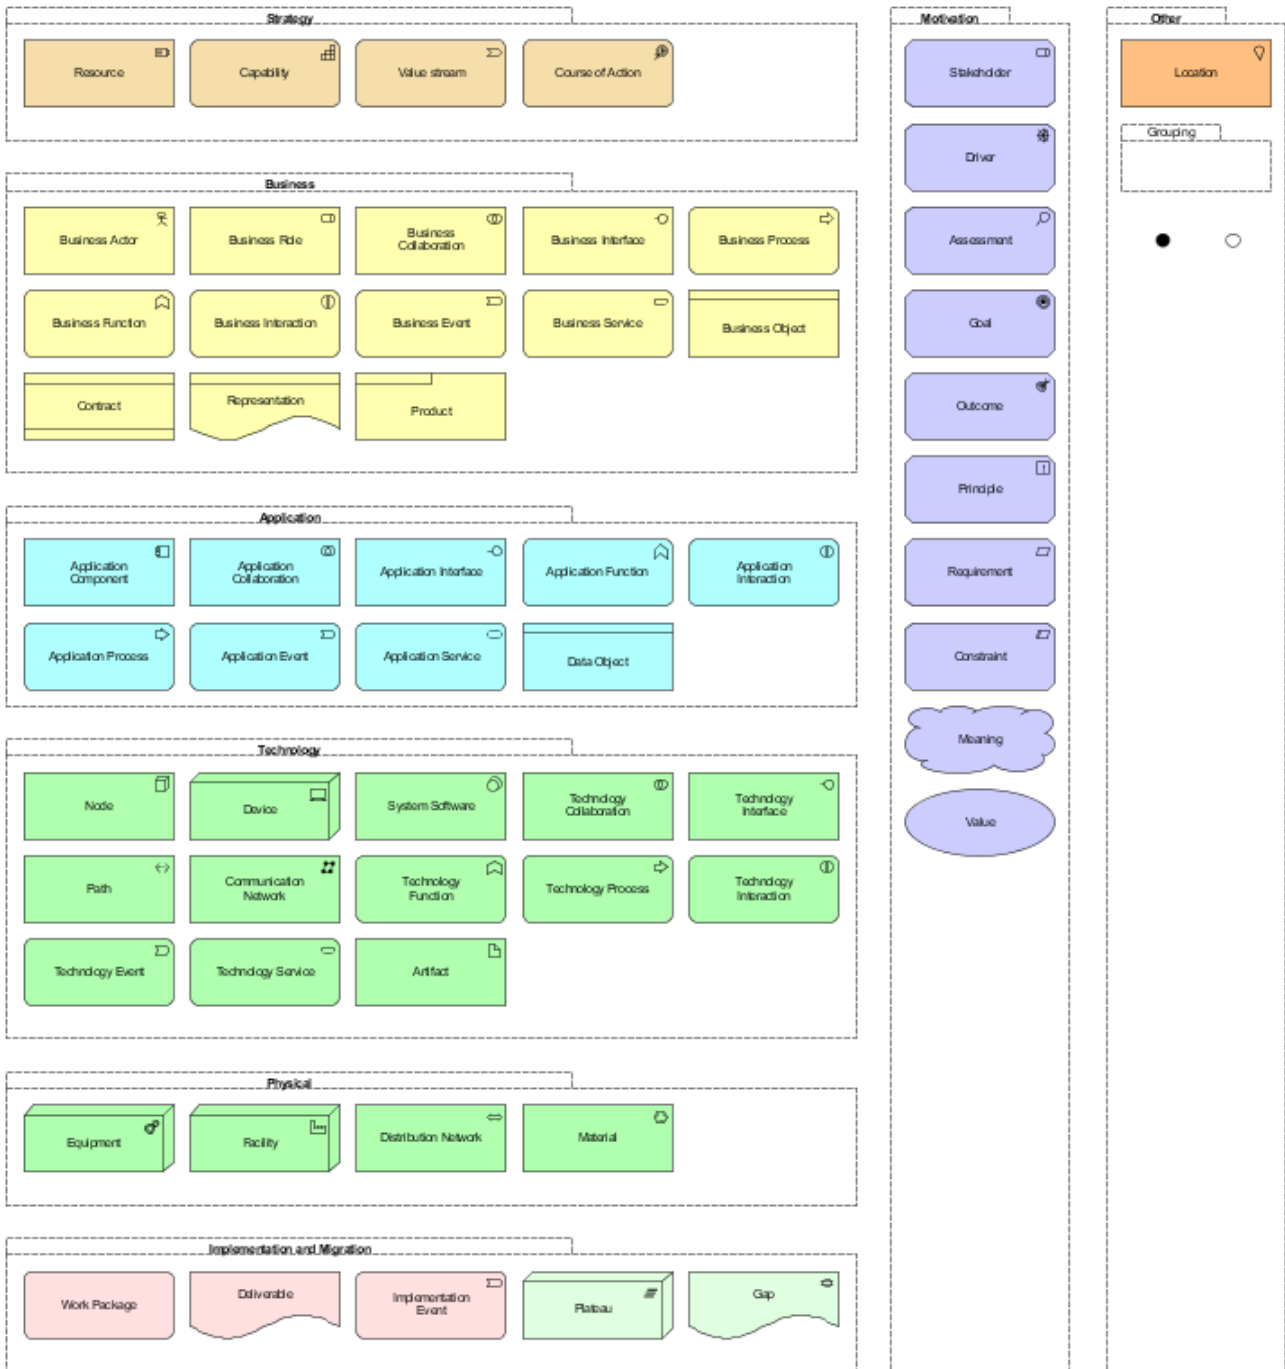 Strategy
Resource
Capability
Value stream
Course of Action
Business
Business Actor
Business Role
Business
Collaboration
Business Interface
Business Process
Business Function
Business Interaction
Business Event
Business Service
Business Object
Contract
Representation
Product
Application
Application
Component
Application
Collaboration
Application Interface
Application Function
Application
Interaction
Application Process
Application Event
Application Service
Data Object
Technology
Node
Device
System Software
Technology
Collaboration
Technology
Interface
Path
Communication
Network
Technology
Function
Technology Process
Technology
Interaction
Technology Event
Technology Service
Artifact
Physical
Equipment
Facility
Distribution Network
Material
Implementation and Migration
Work Package
Deliverable
Implementation
Event
Plateau
Gap
Motivation
Stakeholder
Driver
Assessment
Goal
Outcome
Principle
Requirement
Constraint
Meaning
Value
Other
Location
Grouping